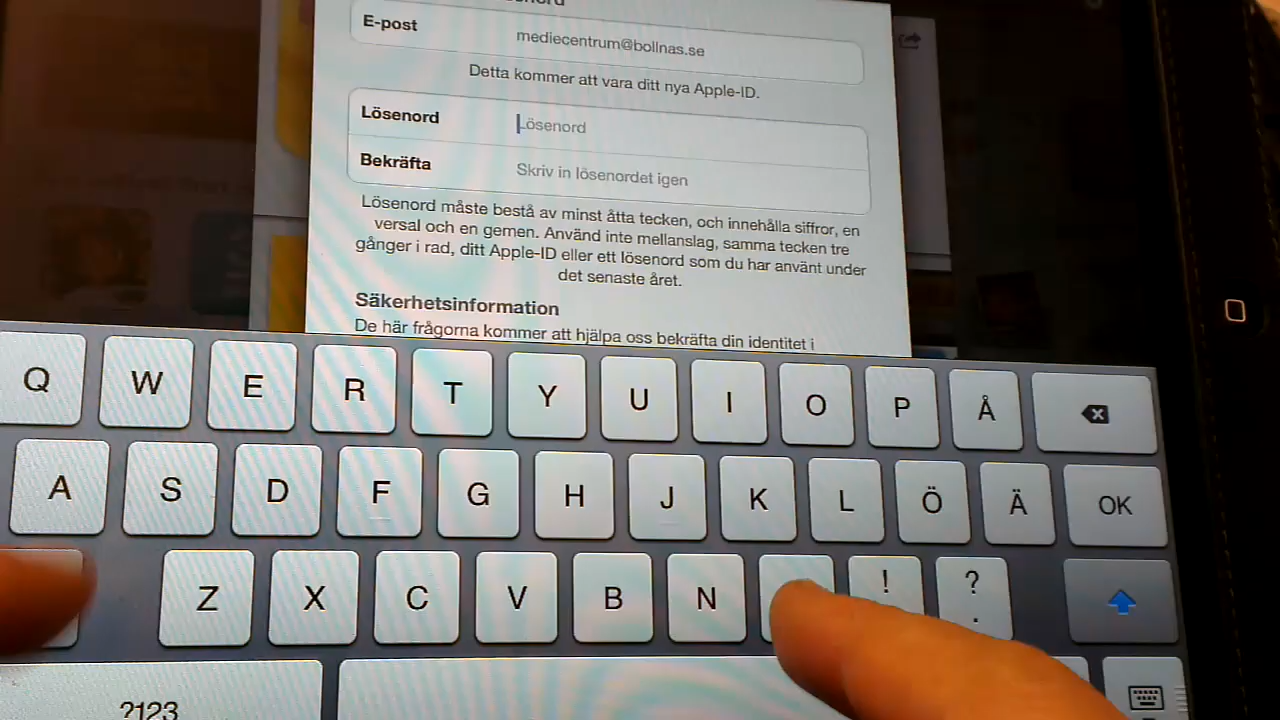 E-post
mediecentrum@bollnas.se
Detta kommer att vara ditt nya Apple-ID.
Lösenord
Lösenord
Bekräfta
Skriv in lösenordet igen
Lösenord måste bestå av minst åtta tecken, och innehålla siffror, en
versal och en gemen. Använd inte mellanslag, samma tecken tre
gånger i rad, ditt Apple-ID eller ett lösenord som du har använt under
det senaste året.
Säkerhetsinformation
De här frågorna kommer att hjälpa oss bekräfta din identitet i
Q W E R T Y U I O P Å
A S D F G H J K L Ö Ä OK
Z X C V B N ! ? .
?123